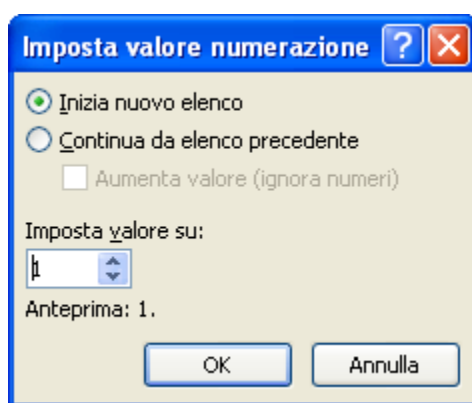 Imposta valore numerazione ?
Inizia nuovo elenco
Continua da elenco precedente
Aumenta valore (ignora numeri)
Imposta valore su:
1
Anteprima: 1.
OK Annulla